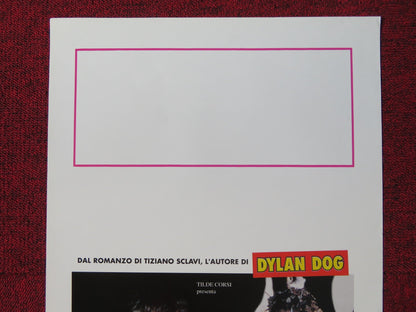 DAL ROMANZO DI TIZIANO SCLAVI, L'AUTORE DI DYLAN DOG
TILDE CORSI
presenta